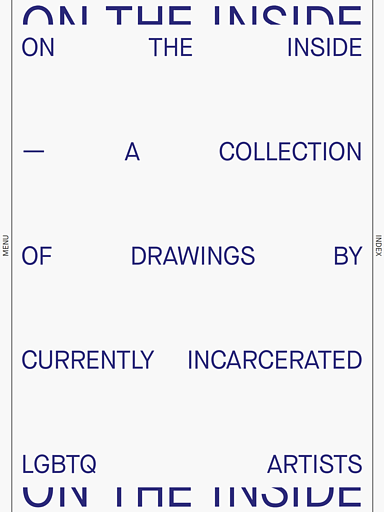 ON THE INSIDE
ON THE INSIDE
— A COLLECTION
OF DRAWINGS BY
CURRENTLY INCARCERATED
LGBTQ ARTISTS
ON THE INSIDE
MENU
INDEX